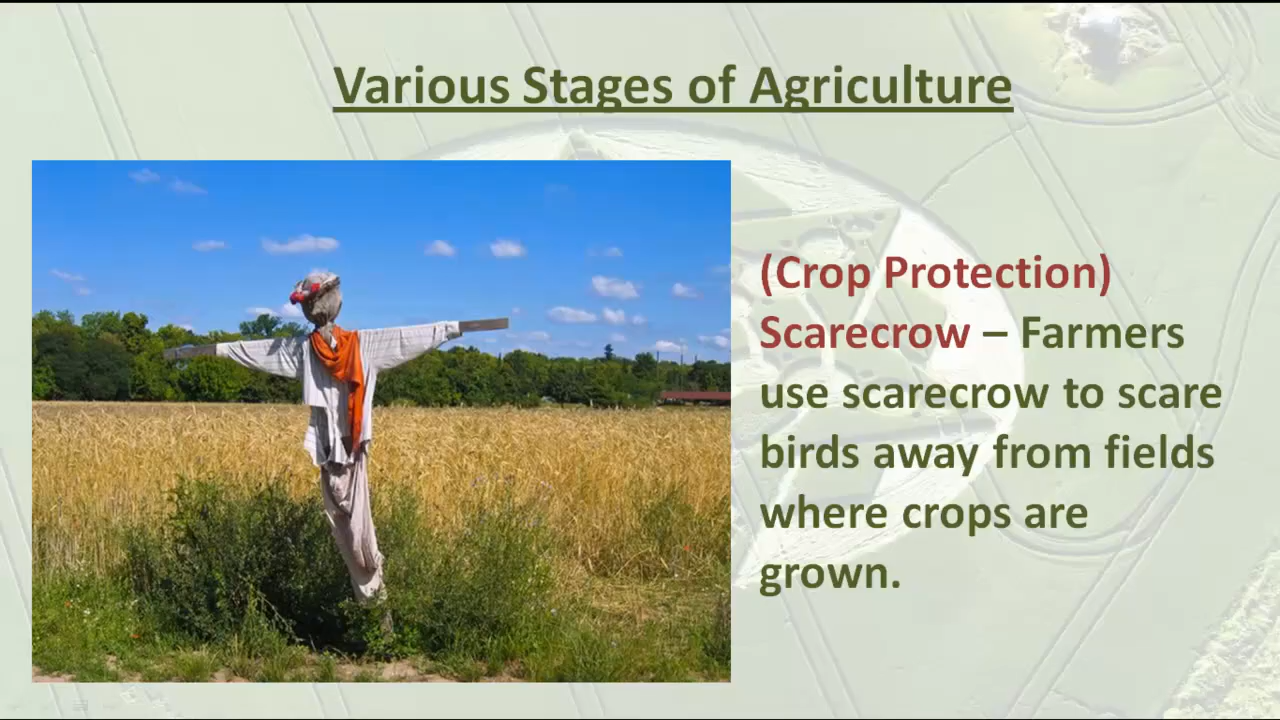 Various Stages of Agriculture
(Crop Protection)
Scarecrow – Farmers
use scarecrow to scare
birds away from fields
where crops are
grown.